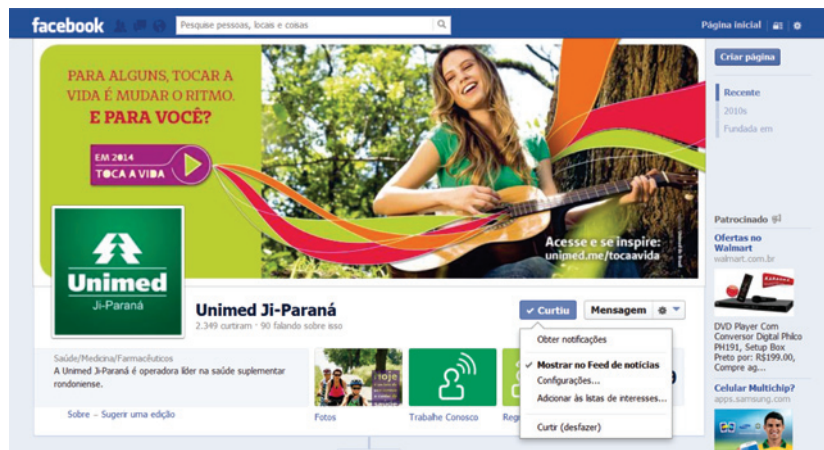 facebook
Pesquise pessoas, locais e coisas
Página inicial
Criar página
Recente
2010s
Fundada em
PARA ALGUNS, TOCAR A
VIDA É MUDAR O RITMO.
E PARA VOCÊ?
EM 2014
TOCA A VIDA
Acesse e se inspire:
unimed.me/tocaavida
Unimed
Ji-Paraná
Unimed Ji-Paraná
2.349 curtiram · 90 falando sobre isso
✓ Curtiu
Mensagem
Obter notificações
✓ Mostrar no Feed de notícias
Configurações...
Adicionar às listas de interesses...
Curtir (desfazer)
Saúde/Medicina/Farmacêuticos
A Unimed Ji-Paraná é operadora líder na saúde suplementar
rondoniense.
Sobre – Sugerir uma edição
Hoje
Fotos
Trabalhe Conosco
Patrocinado
Ofertas no
Walmart
walmart.com.br
DVD Player Com
Conversor Digital Philco
PH191, Setup Box
Preto por: R$199,00,
Compre ag...
Celular Multichip?
apps.samsung.com